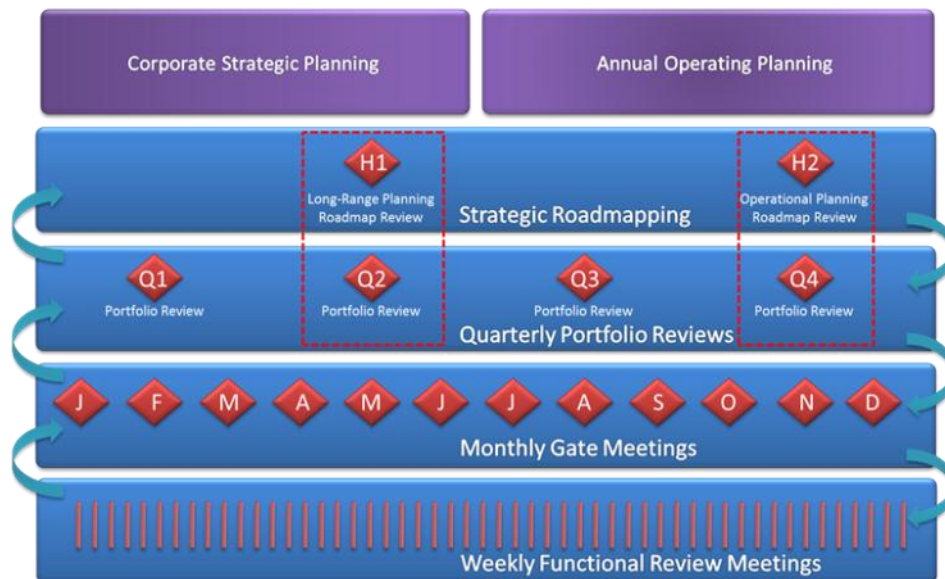 Corporate Strategic Planning
Annual Operating Planning
H1
Long-Range Planning
Roadmap Review
Strategic Roadmapping
H2
Operational Planning
Roadmap Review
Q1
Portfolio Review
Q2
Portfolio Review
Q3
Portfolio Review
Q4
Portfolio Review
Quarterly Portfolio Reviews
J F M A M J J A S O N D
Monthly Gate Meetings
Weekly Functional Review Meetings